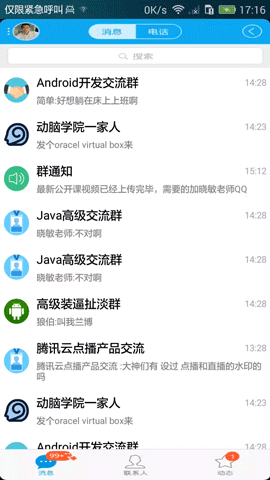 仅限紧急呼叫 0K/s 17:16
消息 电话
搜索
Android开发交流群 14:23
简单:好想躺在床上上班啊
动脑学院一家人 14:23
发个oracel virtual box来
群通知
最新公开课视频已经上传完毕，需要的加晓敏老师QQ
Java高级交流群 14:28
晓敏老师:不对啊
Java高级交流群 14:28
晓敏老师:不对啊
高级装逼扯淡群 14:23
狼伯:叫我兰博
腾讯云点播产品交流 13:28
腾讯云点播产品交流 :大神们有 设过 点播和直播的水印的
吗
动脑学院一家人 14:23
发个oracel virtual box来
Android开发交流群 14:23
99+
1
消息 联系人 动态